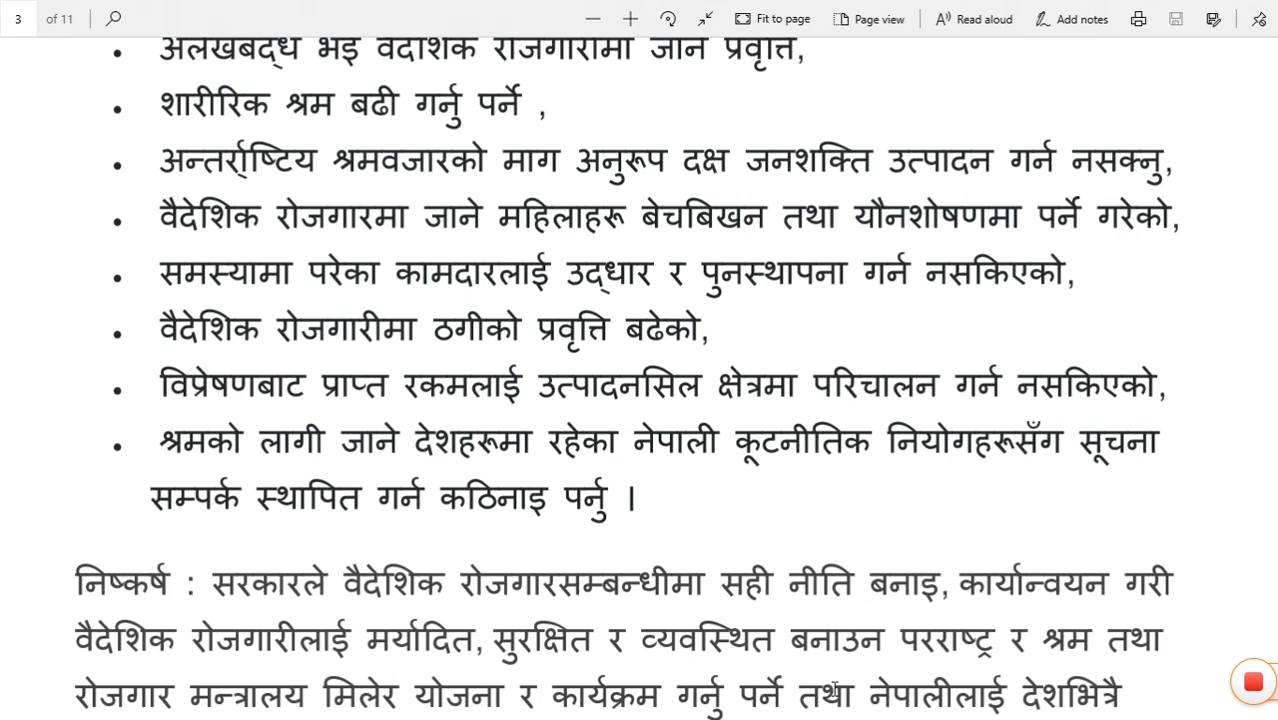 3 of 11 Fit to page Page view Read aloud Add notes
अलेखबद्ध भई वैदेशिक रोजगारीमा जाने प्रवृत्ति,
शारीरिक श्रम बढी गर्नु पर्ने ,
अन्तर्राष्टिय श्रमवजारको माग अनुरूप दक्ष जनशक्ति उत्पादन गर्न नसक्नु,
वैदेशिक रोजगारमा जाने महिलाहरू बेचबिखन तथा यौनशोषणमा पर्ने गरेको,
समस्यामा परेका कामदारलाई उद्धार र पुनस्थापना गर्न नसकिएको,
वैदेशिक रोजगारीमा ठगीको प्रवृत्ति बढेको,
विप्रेषणबाट प्राप्त रकमलाई उत्पादनसिल क्षेत्रमा परिचालन गर्न नसकिएको,
श्रमको लागी जाने देशहरूमा रहेका नेपाली कूटनीतिक नियोगहरूसँग सूचना
सम्पर्क स्थापित गर्न कठिनाइ पर्नु ।
निष्कर्ष : सरकारले वैदेशिक रोजगारसम्बन्धीमा सही नीति बनाइ, कार्यान्वयन गरी
वैदेशिक रोजगारीलाई मर्यादित, सुरक्षित र व्यवस्थित बनाउन परराष्ट्र र श्रम तथा
रोजगार मन्त्रालय मिलेर योजना र कार्यक्रम गर्नु पर्ने तथा नेपालीलाई देशभित्रै